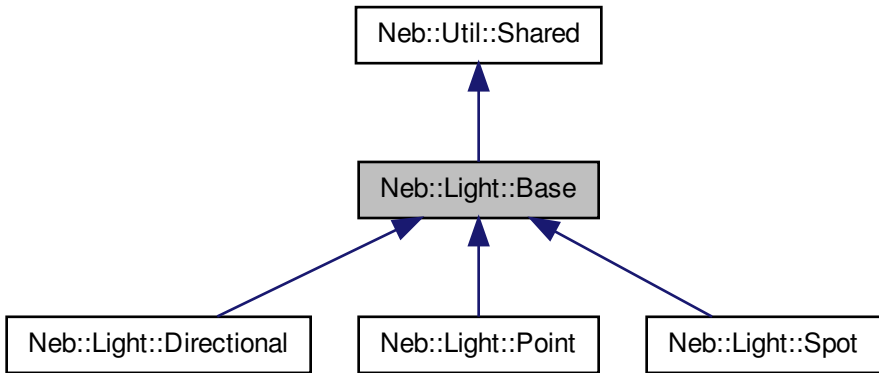 Neb::Util::Shared
Neb::Light::Base
Neb::Light::Directional
Neb::Light::Point
Neb::Light::Spot